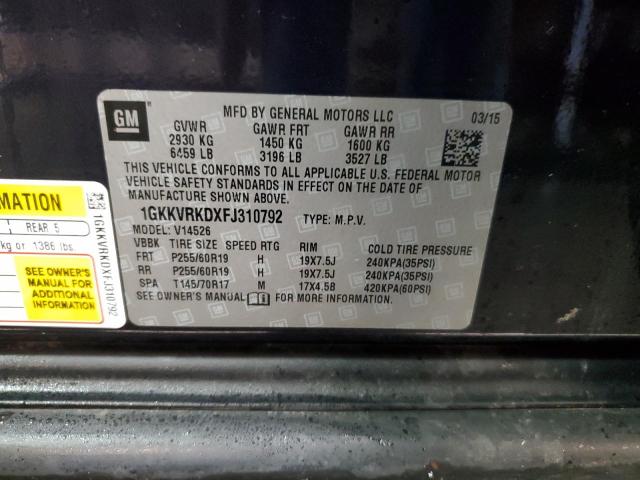 GM
MFD BY GENERAL MOTORS LLC 03/15
GVWR GAWR FRT GAWR RR
2930 KG 1450 KG 1600 KG
6459 LB 3196 LB 3527 LB
THIS VEHICLE CONFORMS TO ALL APPLICABLE U.S. FEDERAL MOTOR
VEHICLE SAFETY STANDARDS IN EFFECT ON THE DATE OF
MANUFACTURE SHOWN ABOVE.
1GKKVRKDXFJ310792 TYPE: M.P.V.
MODEL: V14526
VBBK TIRE SIZE SPEED RTG RIM COLD TIRE PRESSURE
FRT P255/60R19 H 19X7.5J 240KPA(35PSI)
RR P255/60R19 H 19X7.5J 240KPA(35PSI)
SPA T145/70R17 M 17X4.5B 420KPA(60PSI)
SEE OWNER'S MANUAL FOR MORE INFORMATION.
REAR 5
kg or 1386 lbs.
SEE OWNER'S
MANUAL FOR
ADDITIONAL
INFORMATION
1GKKVRKDXFJ310792